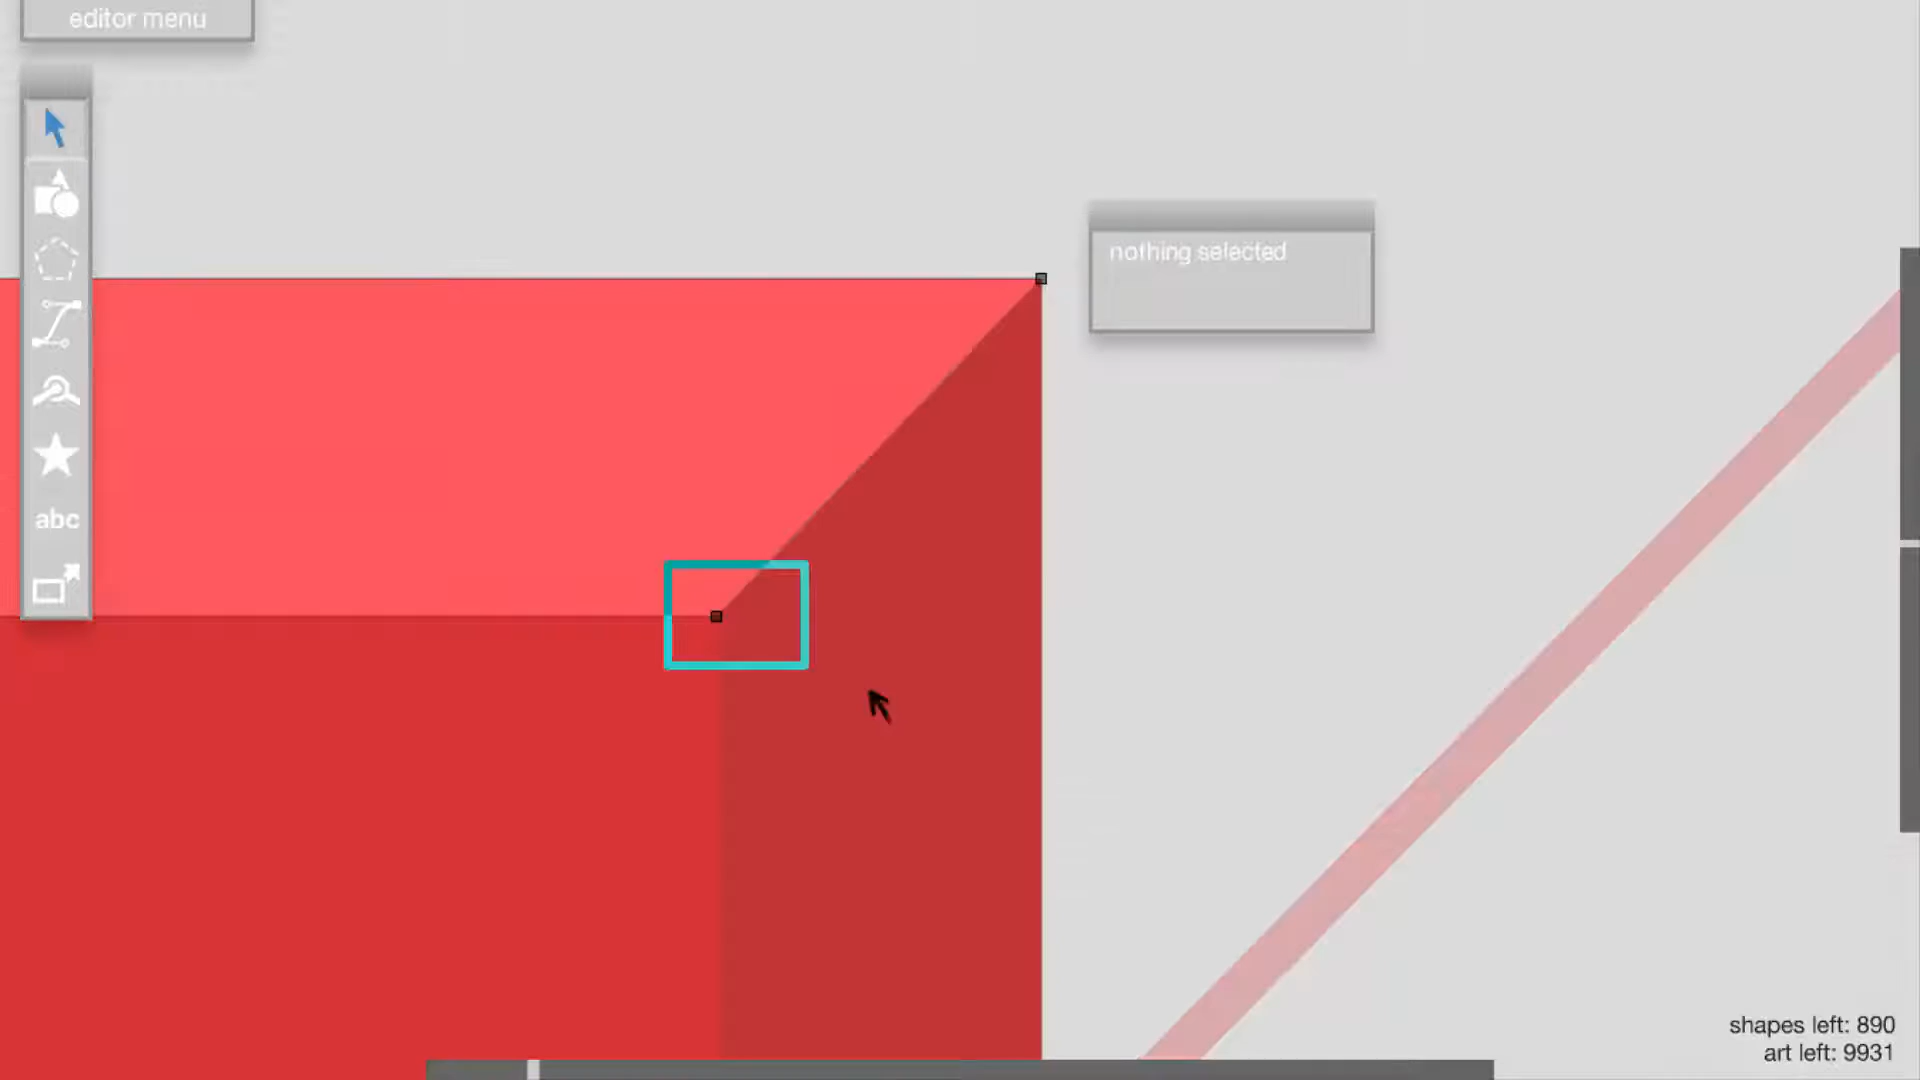 editor menu
nothing selected
abc
shapes left: 890
art left: 9931